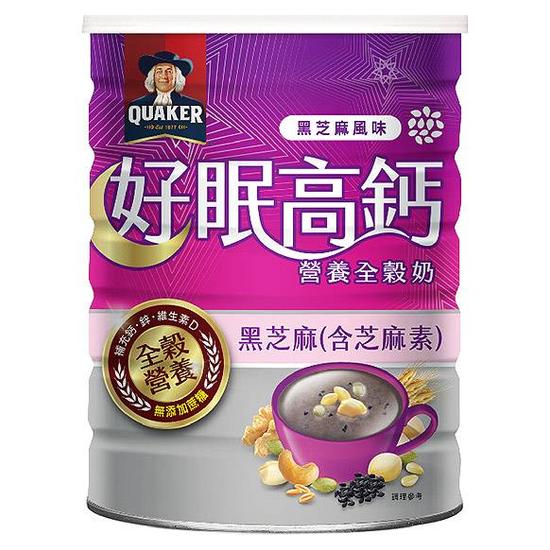 QUAKER
黑芝麻風味
好眠高鈣
營養全穀奶
黑芝麻(含芝麻素)
補充鈣·鋅·維生素D
全穀
營養
無添加蔗糖
調理參考